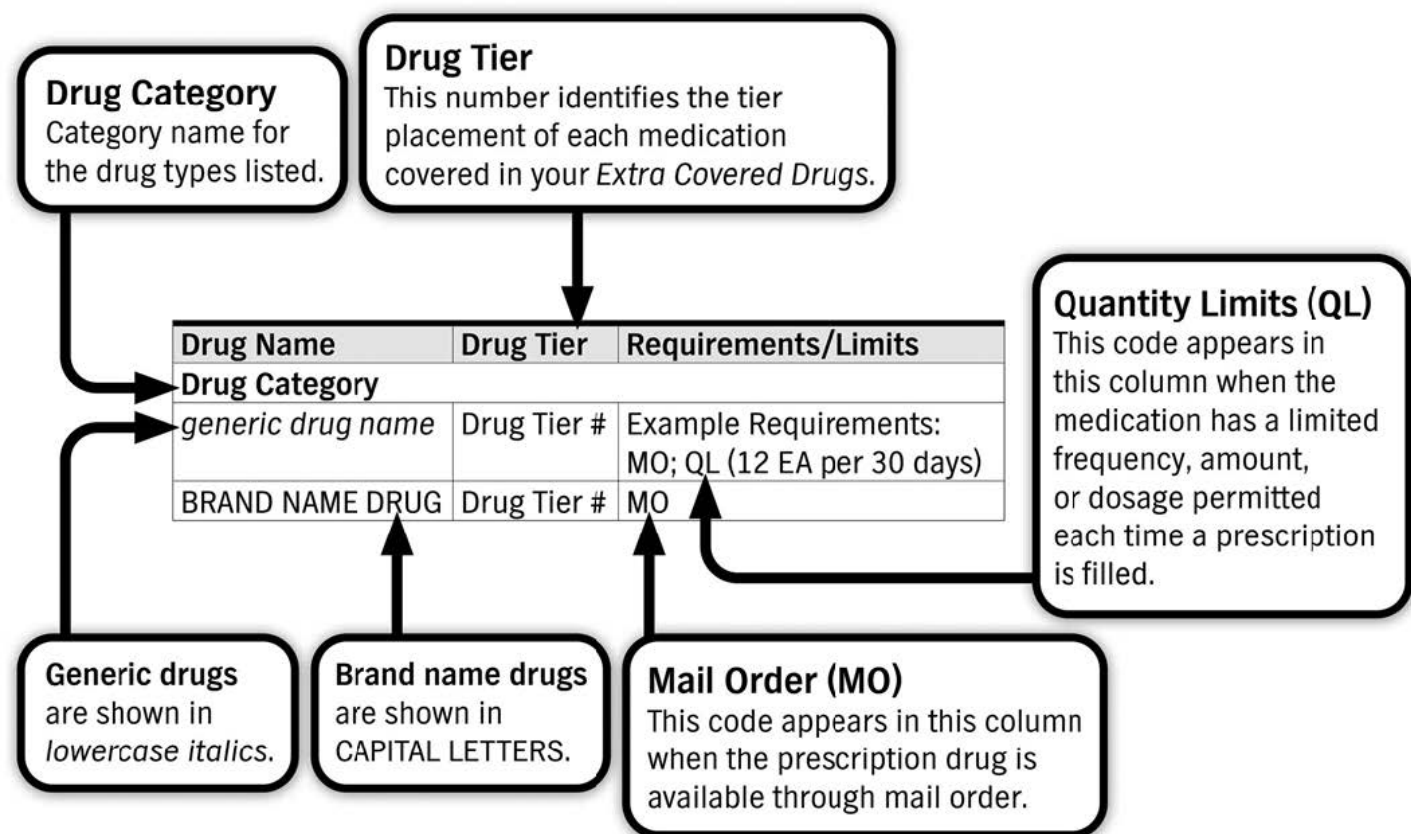 Drug Category
Category name for
the drug types listed.
Drug Tier
This number identifies the tier
placement of each medication
covered in your Extra Covered Drugs.
Drug Name Drug Tier Requirements/Limits
Drug Category
generic drug name Drug Tier # Example Requirements:
MO; QL (12 EA per 30 days)
BRAND NAME DRUG Drug Tier # MO
Quantity Limits (QL)
This code appears in
this column when the
medication has a limited
frequency, amount,
or dosage permitted
each time a prescription
is filled.
Generic drugs
are shown in
lowercase italics.
Brand name drugs
are shown in
CAPITAL LETTERS.
Mail Order (MO)
This code appears in this column
when the prescription drug is
available through mail order.